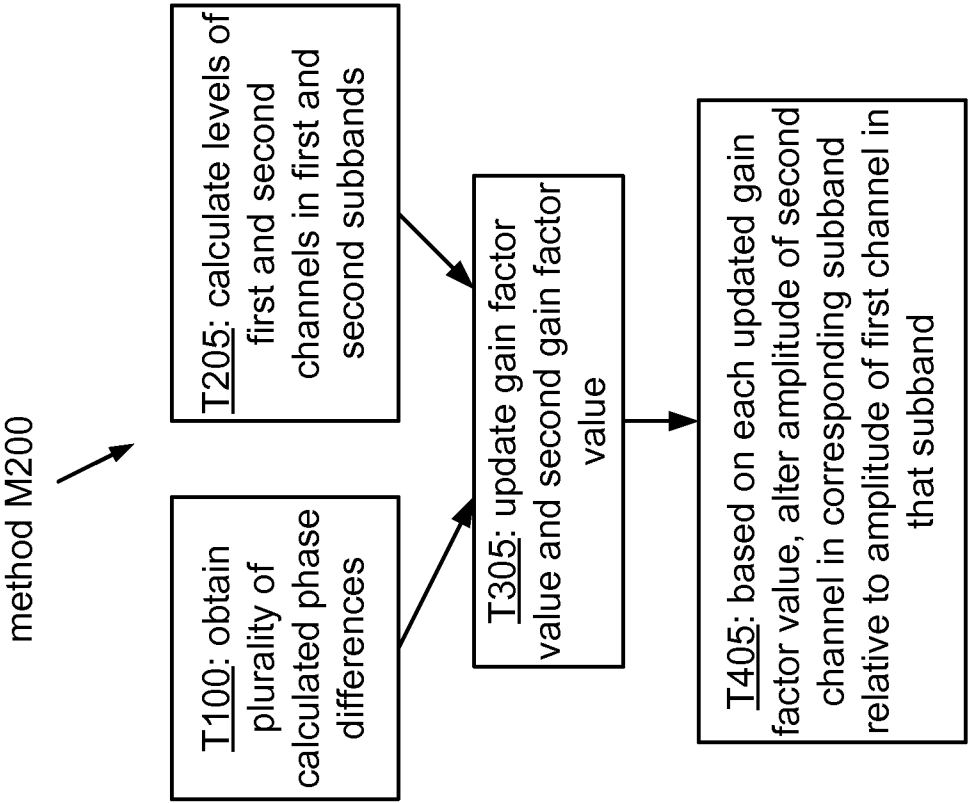 method M200
T100: obtain
plurality of
calculated phase
differences
T205: calculate levels of
first and second
channels in first and
second subbands
T305: update gain factor
value and second gain factor
value
T405: based on each updated gain
factor value, alter amplitude of second
channel in corresponding subband
relative to amplitude of first channel in
that subband